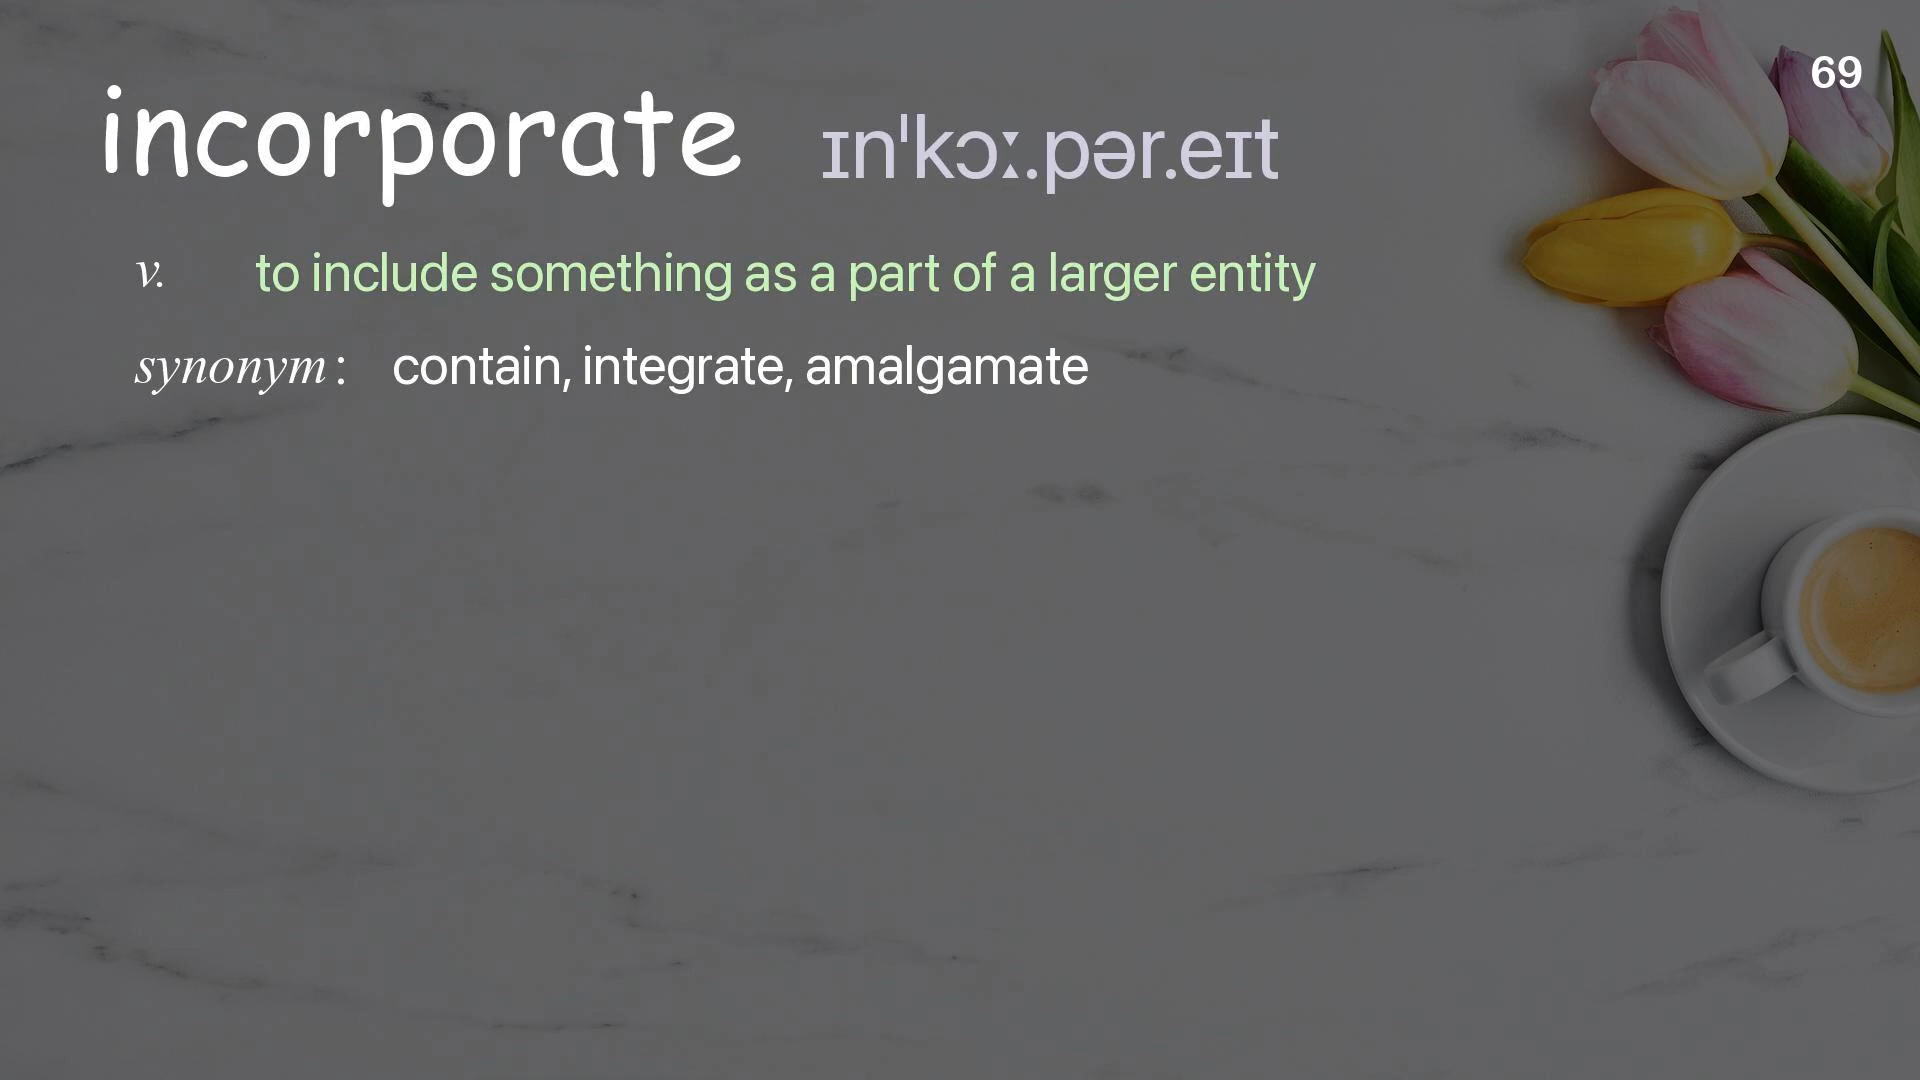 69
incorporate ɪnˈkɔː.pər.eɪt
v. to include something as a part of a larger entity
synonym : contain, integrate, amalgamate